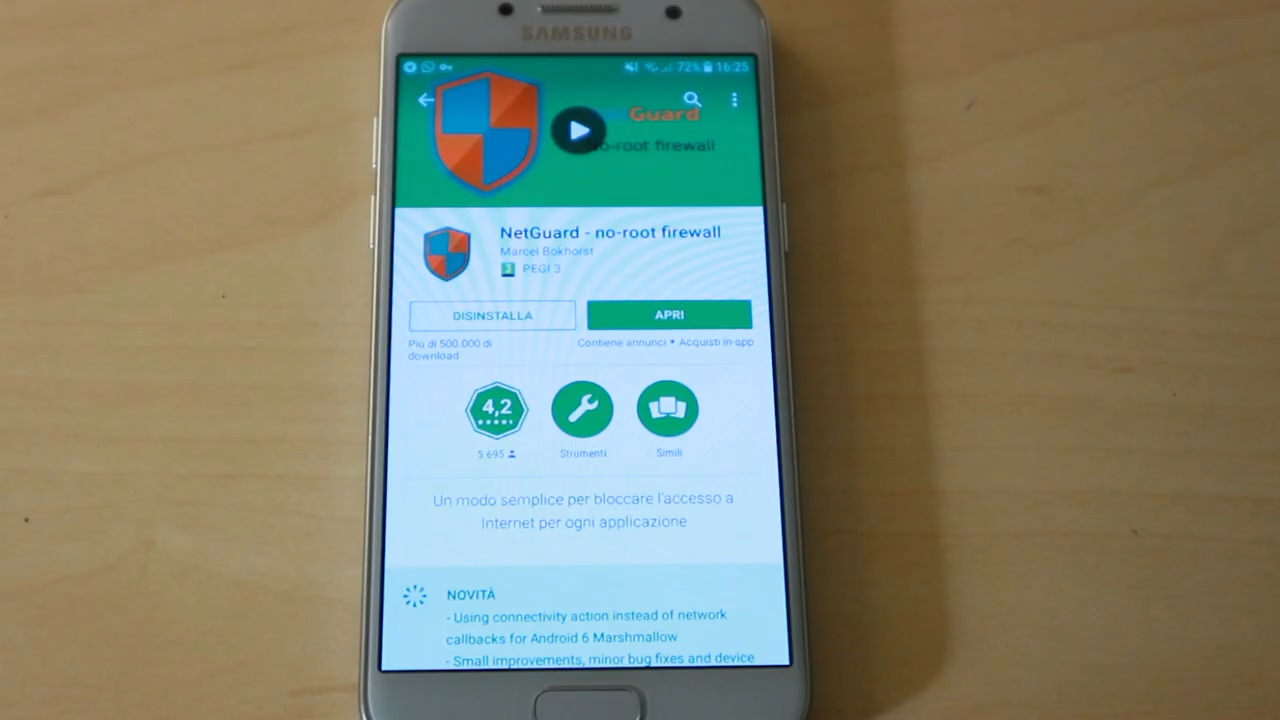 SAMSUNG
72% 16:25
Guard
no-root firewall
NetGuard - no-root firewall
Marcel Bokhorst
3 PEGI 3
DISINSTALLA
APRI
Più di 500.000 di
download
Contiene annunci • Acquisti in-app
4,2
5.695
Strumenti
Simili
Un modo semplice per bloccare l'accesso a
Internet per ogni applicazione
NOVITÀ
- Using connectivity action instead of network
callbacks for Android 6 Marshmallow
- Small improvements, minor bug fixes and device